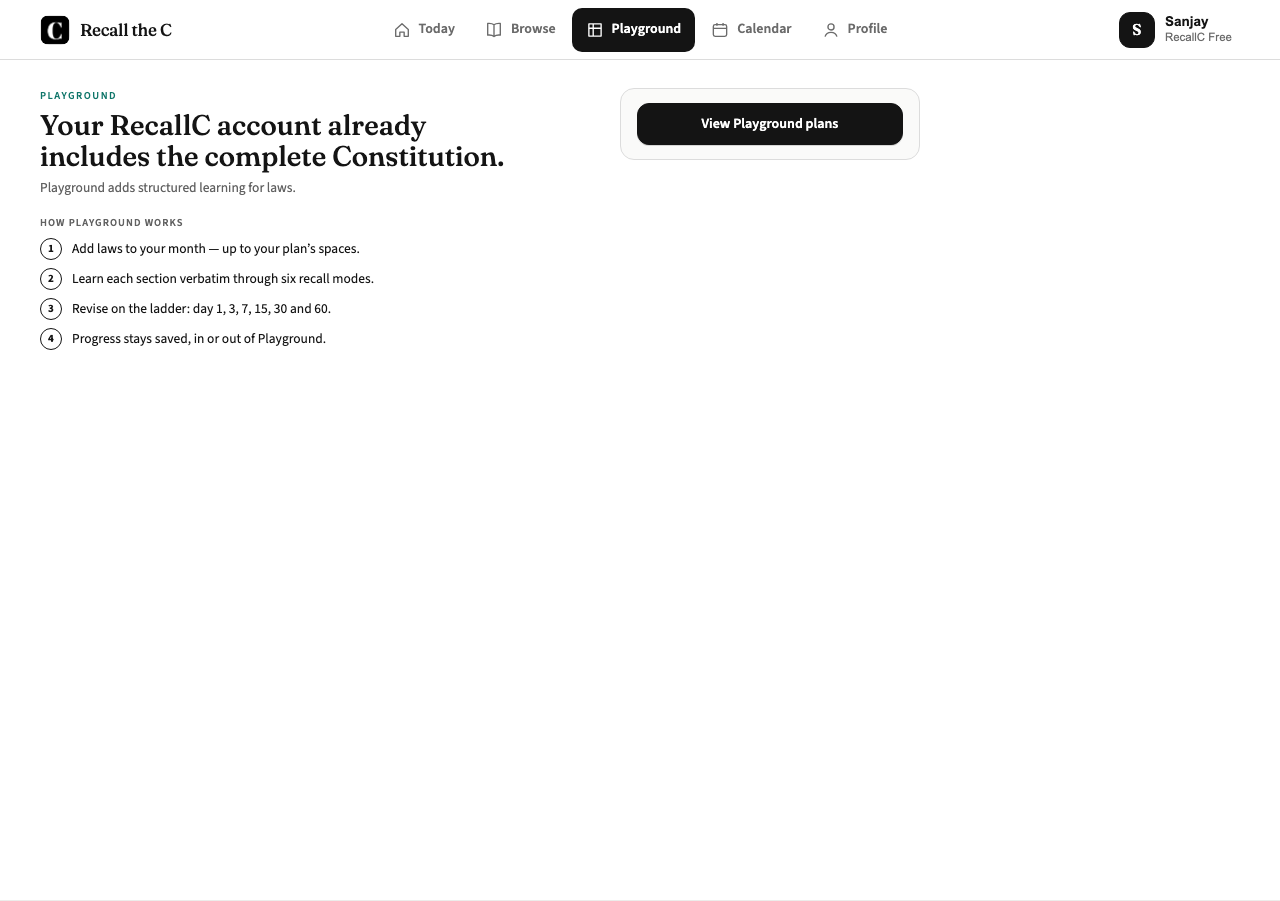 C Recall the C
Today
Browse
Playground
Calendar
Profile
S
Sanjay
RecallC Free
PLAYGROUND
Your RecallC account already
includes the complete Constitution.
Playground adds structured learning for laws.
HOW PLAYGROUND WORKS
1 Add laws to your month — up to your plan’s spaces.
2 Learn each section verbatim through six recall modes.
3 Revise on the ladder: day 1, 3, 7, 15, 30 and 60.
4 Progress stays saved, in or out of Playground.
View Playground plans